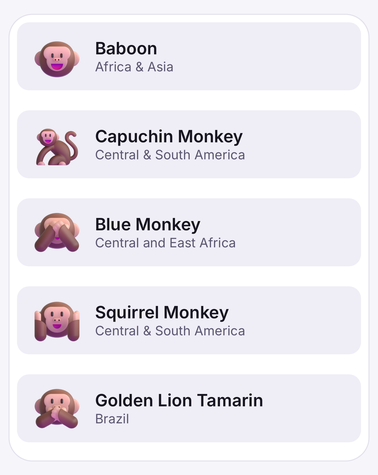 Baboon
Africa & Asia
Capuchin Monkey
Central & South America
Blue Monkey
Central and East Africa
Squirrel Monkey
Central & South America
Golden Lion Tamarin
Brazil